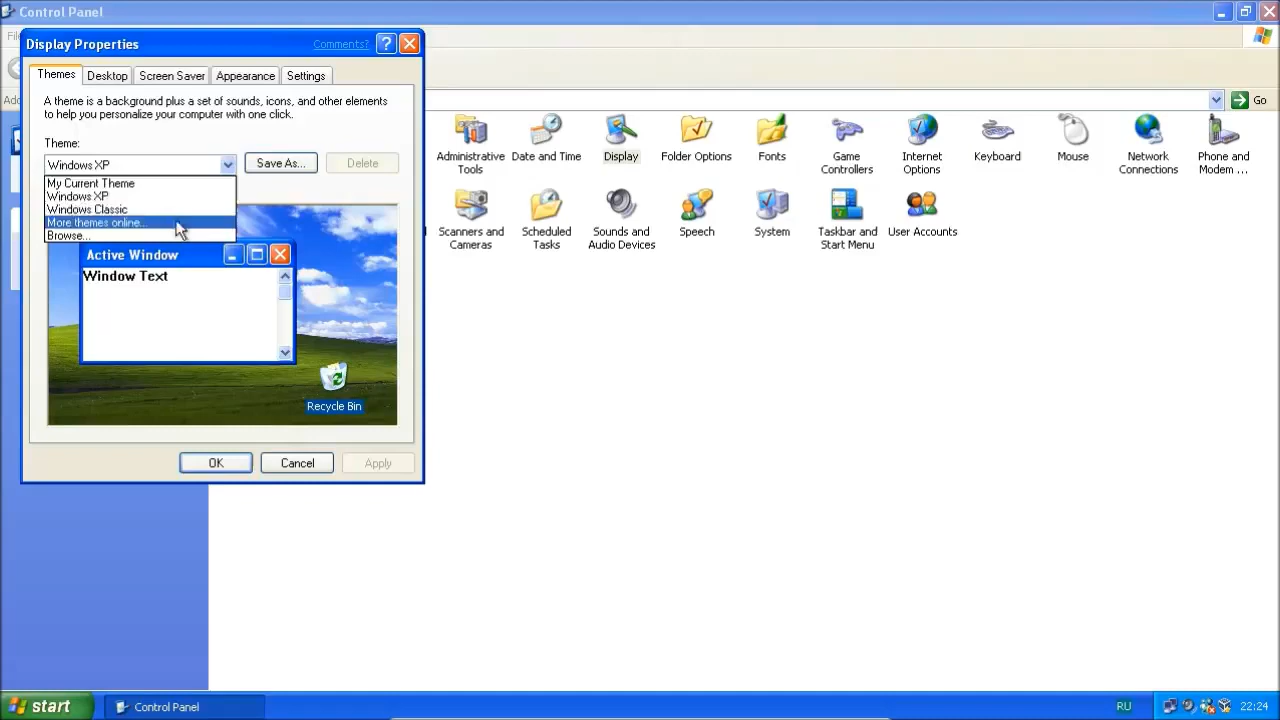 Control Panel
Display Properties
Comments?
Themes
Desktop
Screen Saver
Appearance
Settings
A theme is a background plus a set of sounds, icons, and other elements
to help you personalize your computer with one click.
Theme:
Windows XP
Save As...
Delete
My Current Theme
Windows XP
Windows Classic
More themes online...
Browse...
Active Window
Window Text
Recycle Bin
OK
Cancel
Apply
Go
Administrative
Tools
Date and Time
Display
Folder Options
Fonts
Game
Controllers
Internet
Options
Keyboard
Mouse
Network
Connections
Phone and
Modem ...
Scanners and
Cameras
Scheduled
Tasks
Sounds and
Audio Devices
Speech
System
Taskbar and
Start Menu
User Accounts
start
Control Panel
RU
22:24